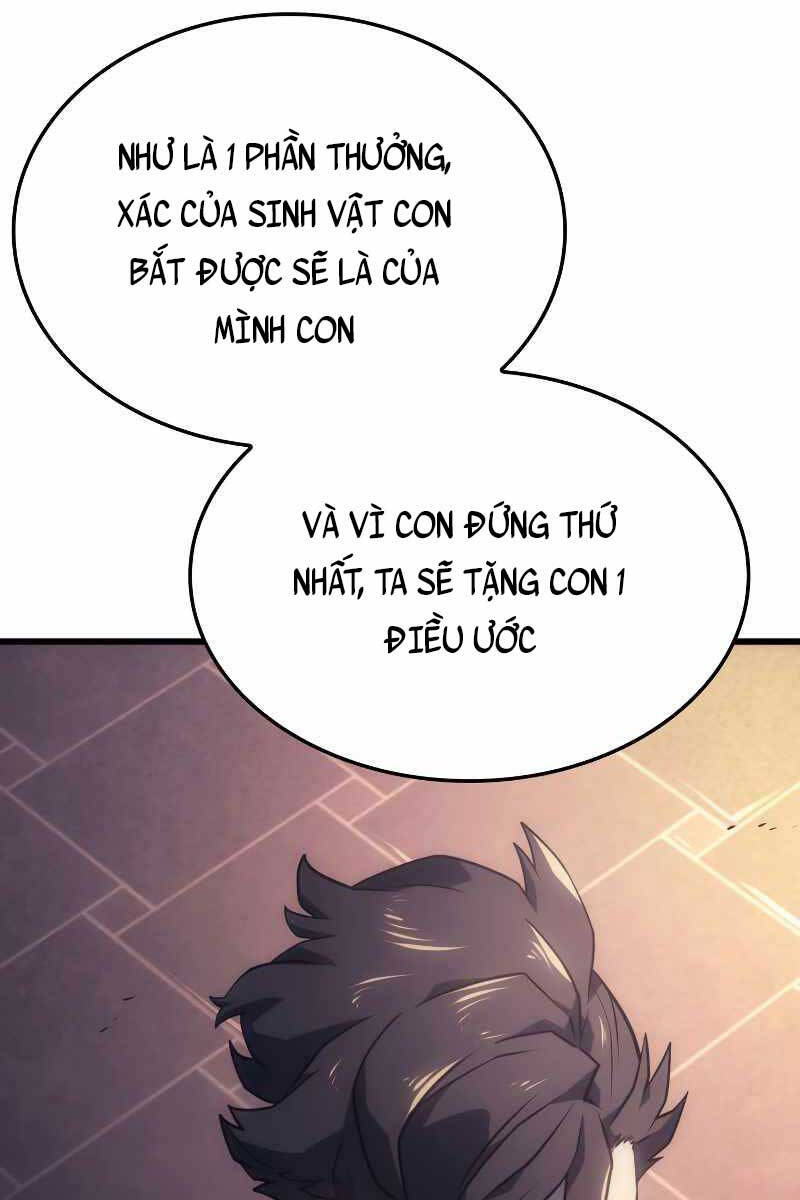 NHƯ LÀ 1 PHẦN THƯỞNG,
XÁC CỦA SINH VẬT CON
BẮT ĐƯỢC SẼ LÀ CỦA
MÌNH CON
VÀ VÌ CON ĐỨNG THỨ
NHẤT, TA SẼ TẶNG CON 1
ĐIỀU ƯỚC